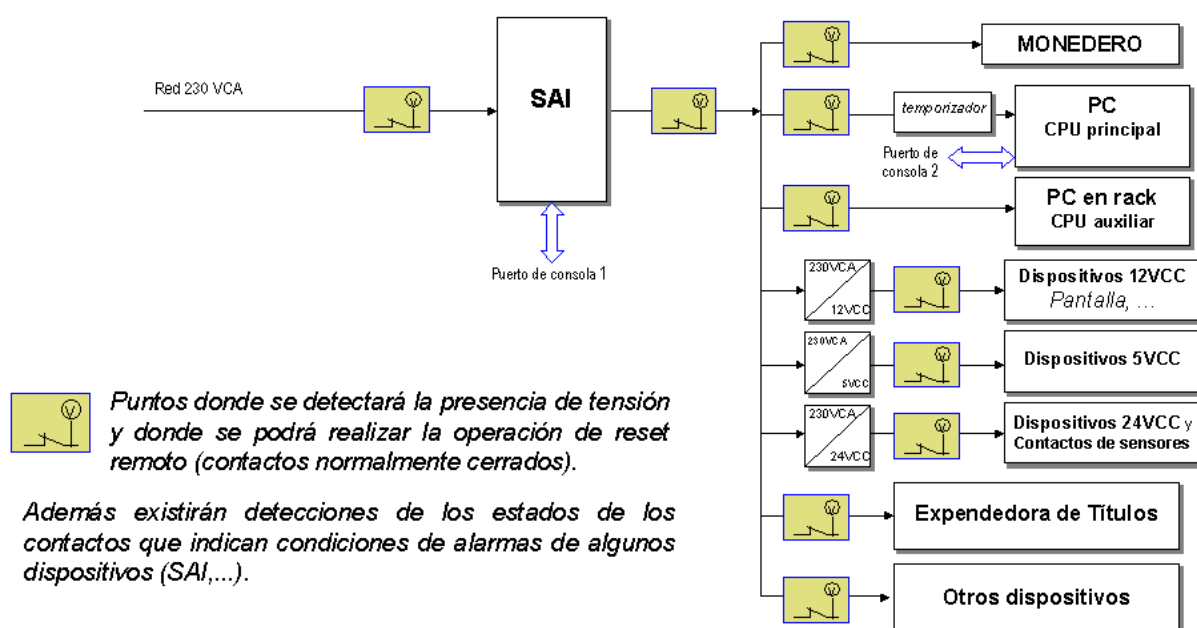 MONEDERO
Red 230 VCA
SAI
temporizador
PC
CPU principal
Puerto de
consola 2
PC en rack
CPU auxiliar
Puerto de consola 1
230VCA
12VCC
Dispositivos 12VCC
Pantalla, ...
230VCA
5VCC
Dispositivos 5VCC
230VCA
24VCC
Dispositivos 24VCC y
Contactos de sensores
Expendedora de Títulos
Otros dispositivos
V
V
V
V
V
V
V
V
V
V
V
Puntos donde se detectará la presencia de tensión
y donde se podrá realizar la operación de reset
remoto (contactos normalmente cerrados).
Además existirán detecciones de los estados de los
contactos que indican condiciones de alarmas de algunos
dispositivos (SAI,...).